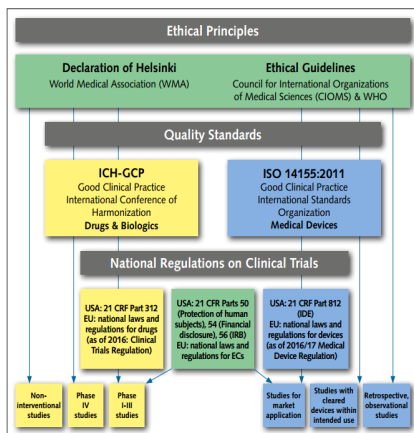 Ethical Principles
Declaration of Helsinki
World Medical Association (WMA)
Ethical Guidelines
Council for International Organizations
of Medical Sciences (CIOMS) & WHO
Quality Standards
ICH-GCP
Good Clinical Practice
International Conference of
Harmonization
Drugs & Biologics
ISO 14155:2011
Good Clinical Practice
International Standards
Organization
Medical Devices
National Regulations on Clinical Trials
USA: 21 CRF Part 312
EU: national laws and
regulations for drugs
(as of 2016: Clinical
Trials Regulation)
USA: 21 CFR Parts 50
(Protection of human
subjects), 54 (Financial
disclosure), 56 (IRB)
EU: national laws and
regulations for ECs
USA: 21 CRF Part 812
(IDE)
EU: national laws and
regulations for devices
(as of 2016/17 Medical
Device Regulation)
Non-
interventional
studies
Phase
IV
studies
Phase
I-III
studies
Studies for
market
application
Studies with
cleared
devices within
intended use
Retrospective,
observational
studies